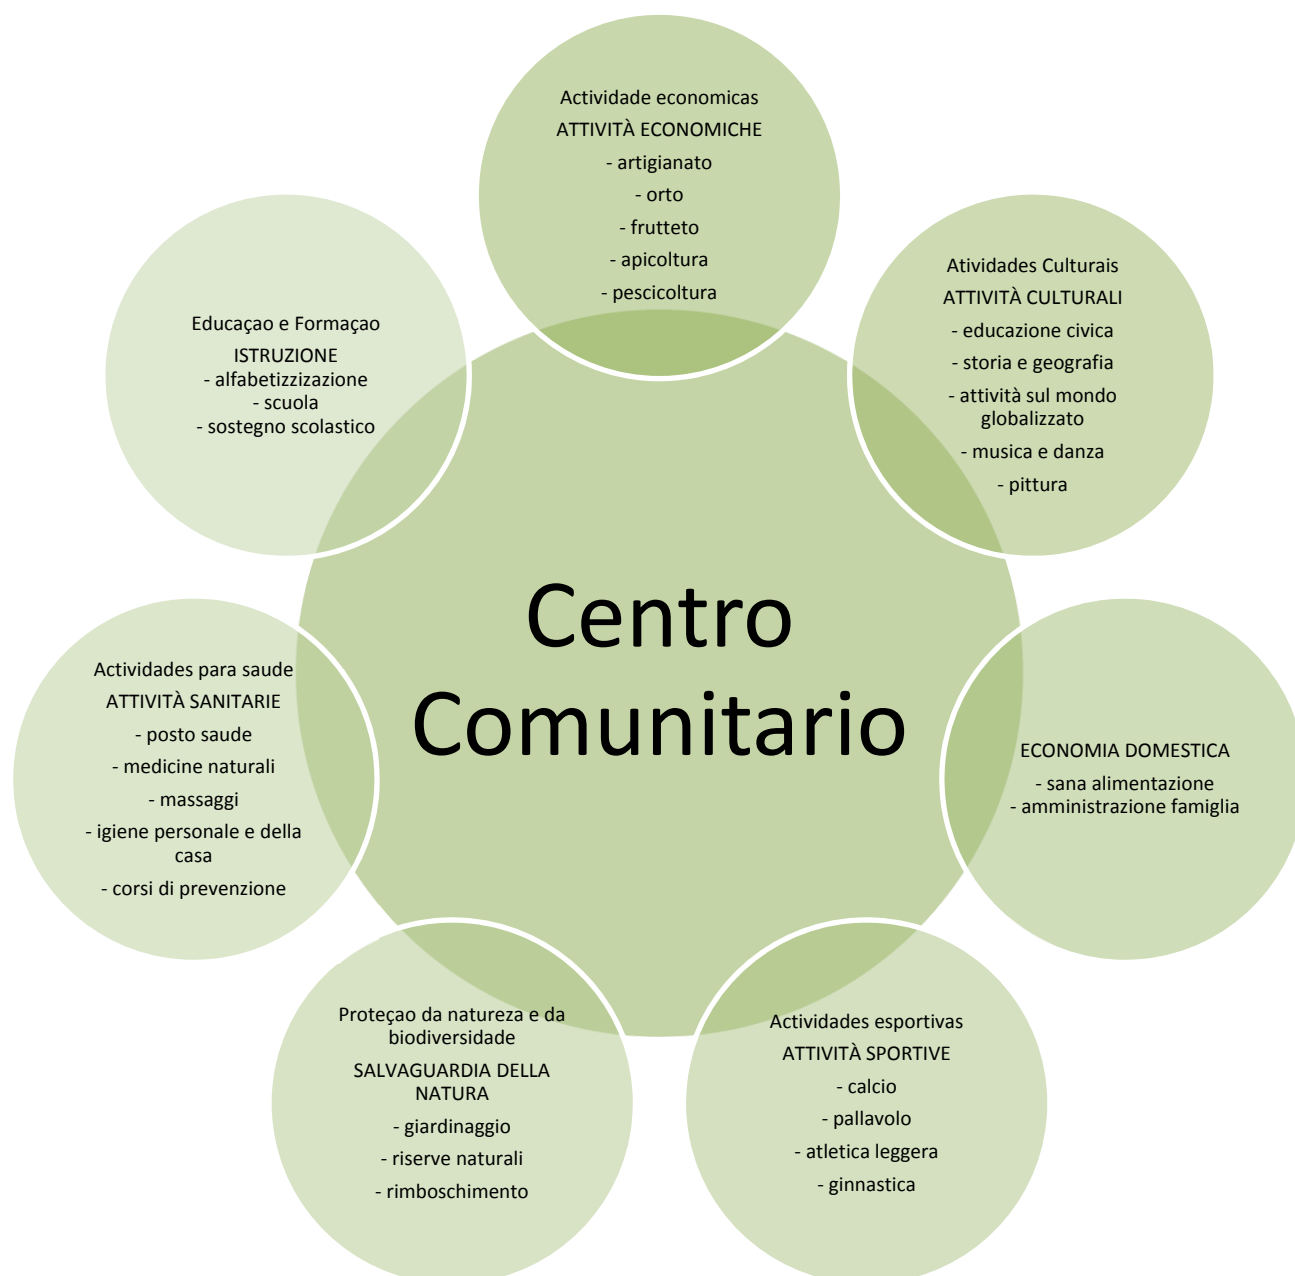 Actividade economicas
ATTIVITÀ ECONOMICHE
- artigianato
- orto
- frutteto
- apicoltura
- pescicoltura
Atividades Culturais
ATTIVITÀ CULTURALI
- educazione civica
- storia e geografia
- attività sul mondo
globalizzato
- musica e danza
- pittura
ECONOMIA DOMESTICA
- sana alimentazione
- amministrazione famiglia
Actividades esportivas
ATTIVITÀ SPORTIVE
- calcio
- pallavolo
- atletica leggera
- ginnastica
Proteçao da natureza e da
biodiversidade
SALVAGUARDIA DELLA
NATURA
- giardinaggio
- riserve naturali
- rimboschimento
Actividades para saude
ATTIVITÀ SANITARIE
- posto saude
- medicine naturali
- massaggi
- igiene personale e della
casa
- corsi di prevenzione
Educaçao e Formaçao
ISTRUZIONE
- alfabetizzizazione
- scuola
- sostegno scolastico
Centro
Comunitario